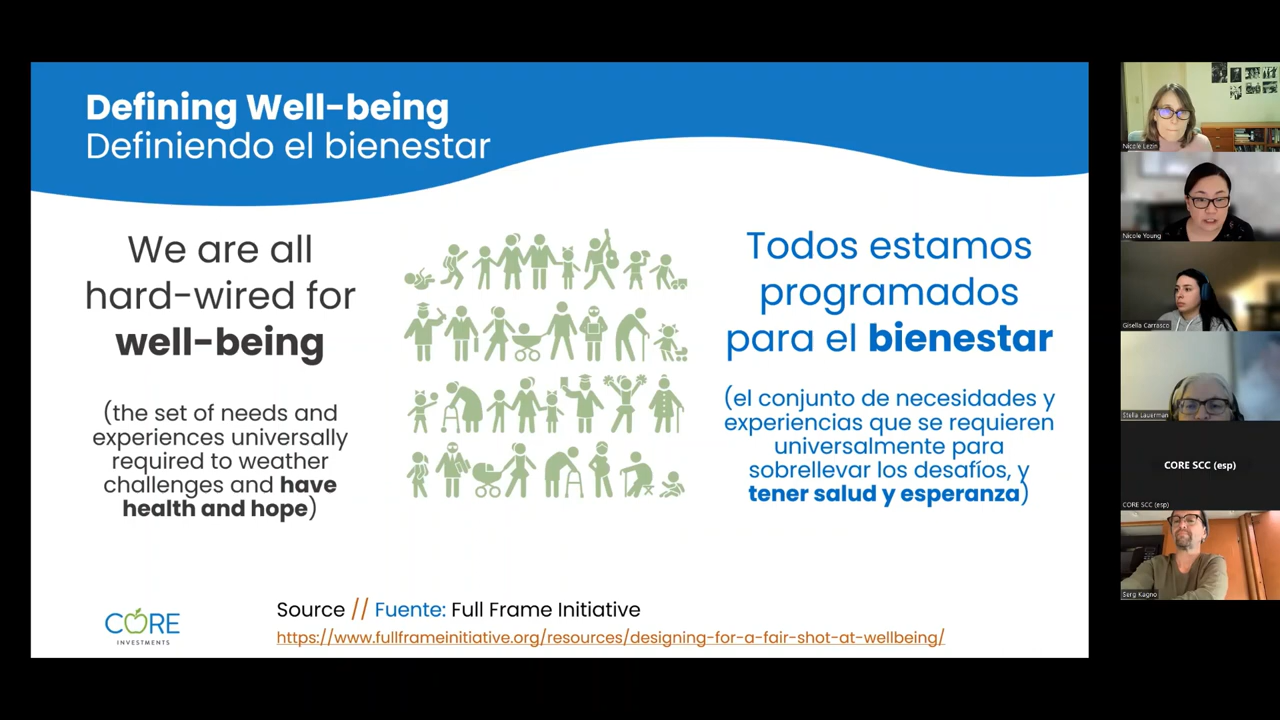 Defining Well-being
Definiendo el bienestar
We are all
hard-wired for
well-being
(the set of needs and
experiences universally
required to weather
challenges and have
health and hope)
Todos estamos
programados
para el bienestar
(el conjunto de necesidades y
experiencias que se requieren
universalmente para
sobrellevar los desafíos, y
tener salud y esperanza)
CORE
INVESTMENTS
Source // Fuente: Full Frame Initiative
https://www.fullframeinitiative.org/resources/designing-for-a-fair-shot-at-wellbeing/
Nicole Lezin
Nicole Young
Gisella Carrasco
Stella Lauerman
CORE SCC (esp)
CORE SCC (esp)
Serg Kagno